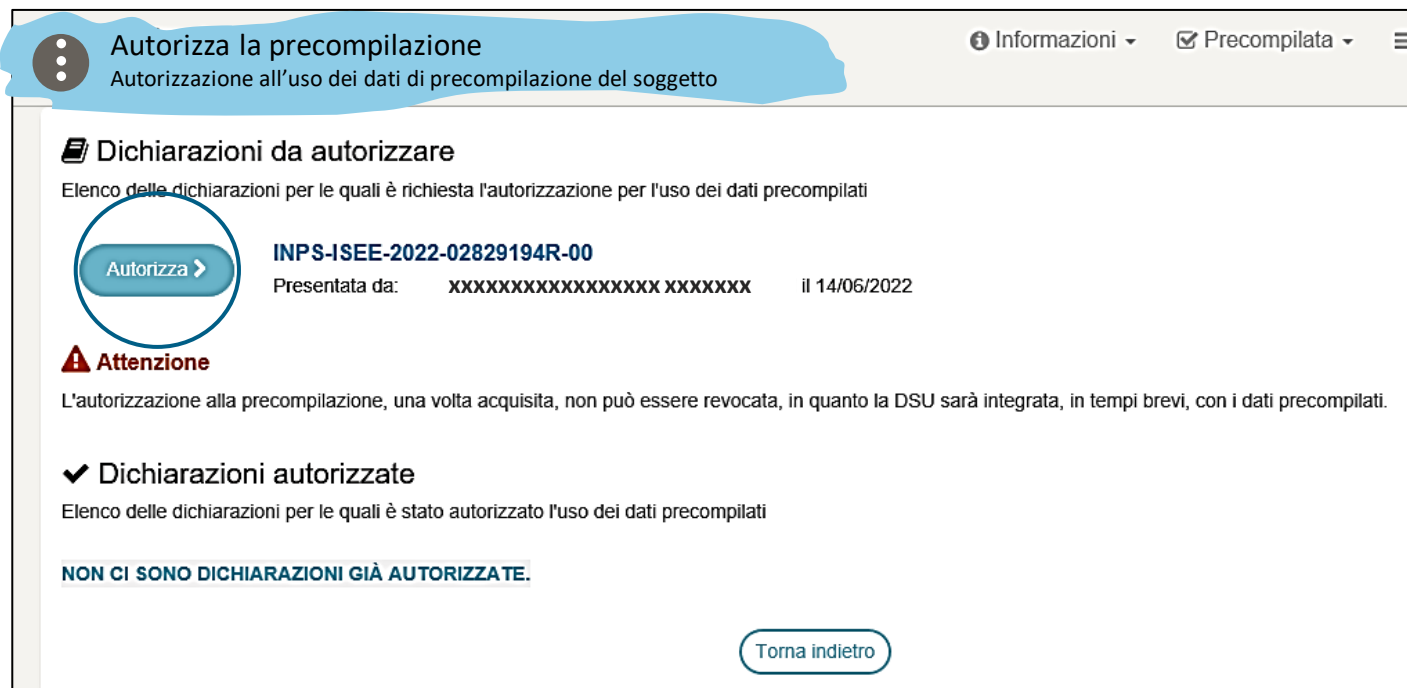 Autorizza la precompilazione
Autorizzazione all'uso dei dati di precompilazione del soggetto
Informazioni
Precompilata
Dichiarazioni da autorizzare
Elenco delle dichiarazioni per le quali è richiesta l'autorizzazione per l'uso dei dati precompilati
Autorizza
INPS-ISEE-2022-02829194R-00
Presentata da: xxxxxxxxxxxxxxxxx xxxxxxx il 14/06/2022
Attenzione
L'autorizzazione alla precompilazione, una volta acquisita, non può essere revocata, in quanto la DSU sarà integrata, in tempi brevi, con i dati precompilati.
Dichiarazioni autorizzate
Elenco delle dichiarazioni per le quali è stato autorizzato l'uso dei dati precompilati
NON CI SONO DICHIARAZIONI GIÀ AUTORIZZATE.
Torna indietro